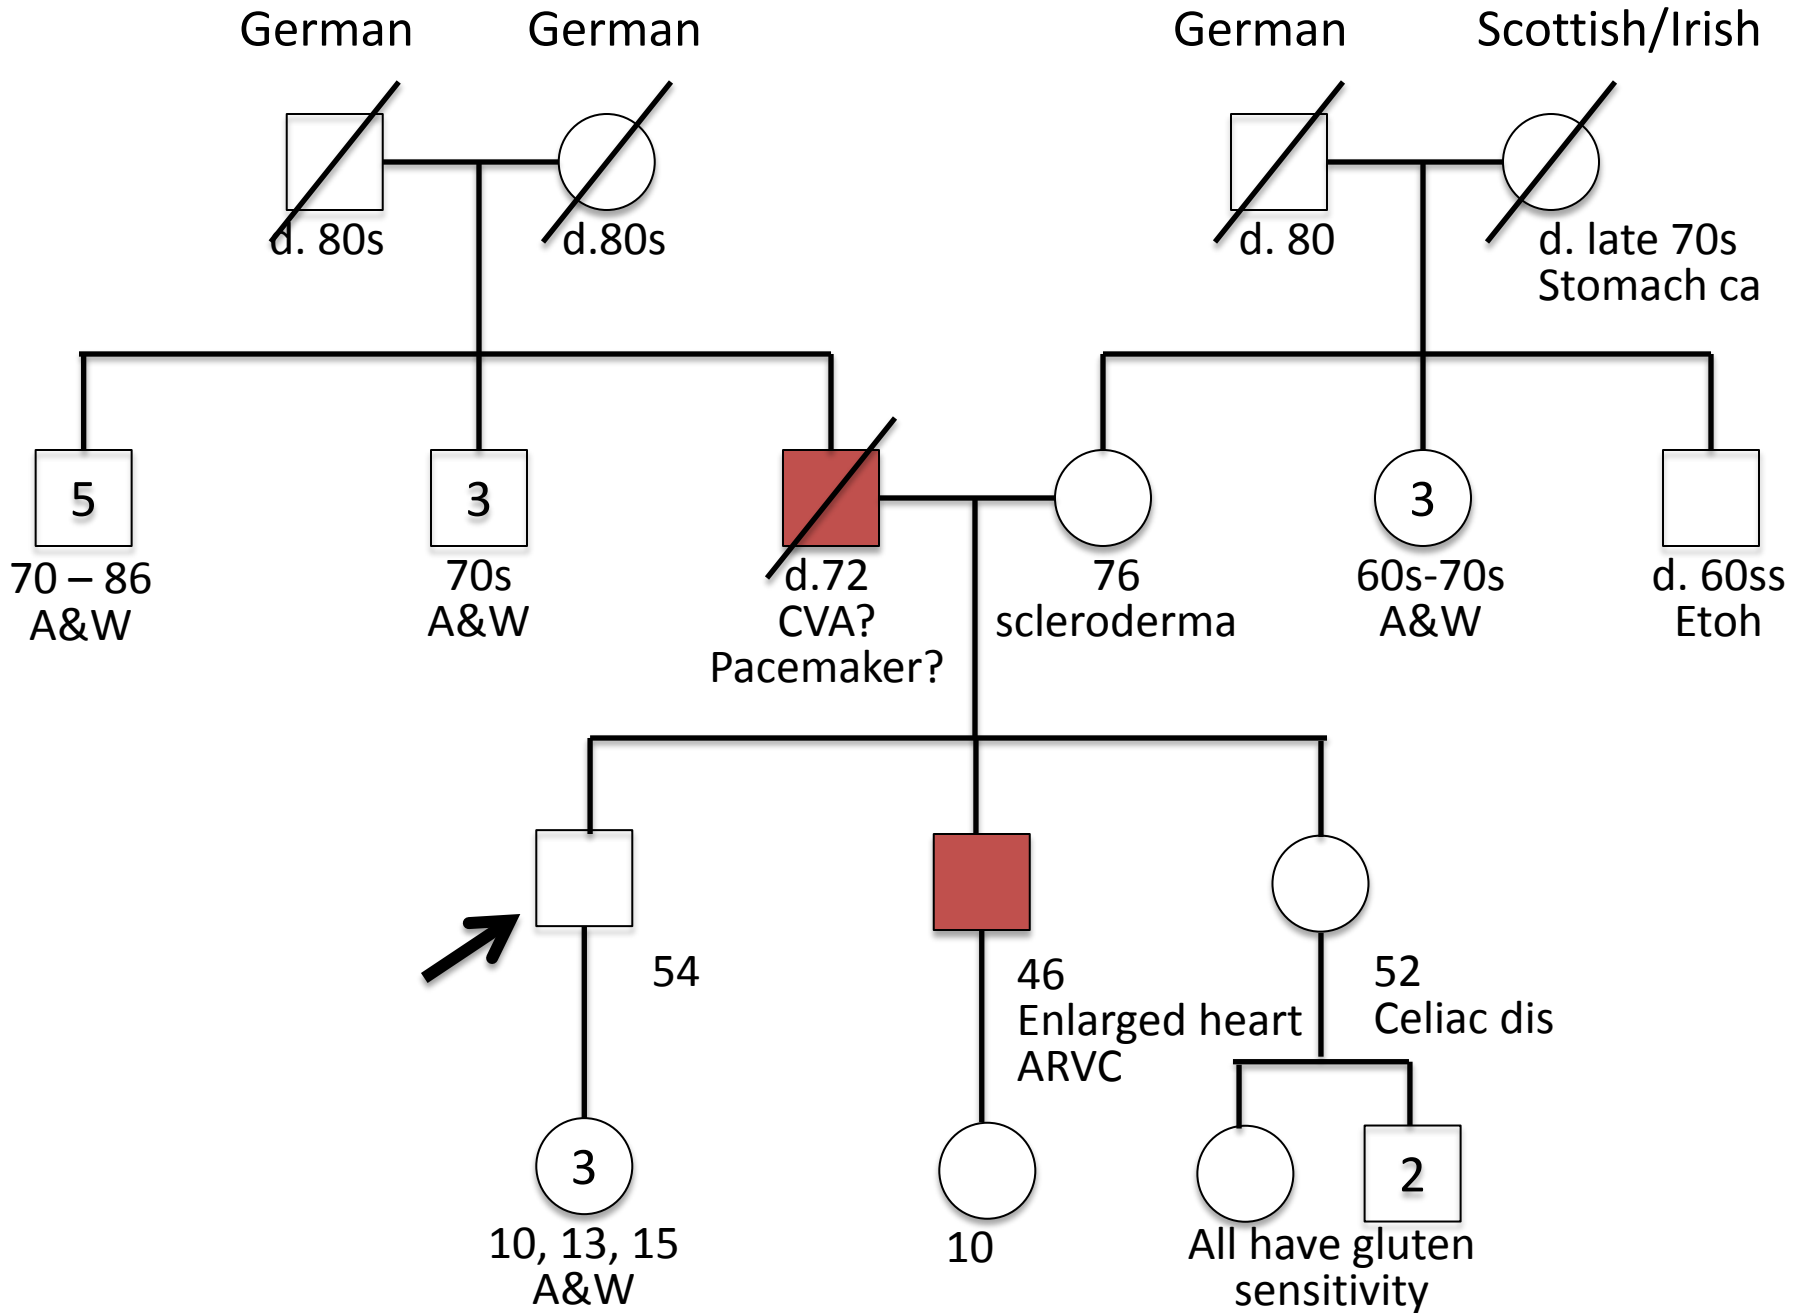 German
German
German
Scottish/Irish
d. 80s
d.80s
d. 80
d. late 70s
Stomach ca
5
3
3
70 – 86
A&W
70s
A&W
d.72
CVA?
Pacemaker?
76
scleroderma
60s-70s
A&W
d. 60ss
Etoh
54
46
Enlarged heart
ARVC
52
Celiac dis
3
2
10, 13, 15
A&W
10
All have gluten
sensitivity